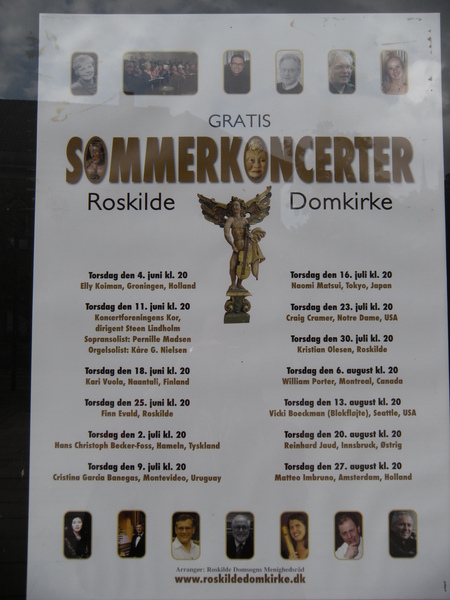 GRATIS
SOMMERKONCERTER
Roskilde Domkirke
Torsdag den 4. juni kl. 20
Elly Koiman, Groningen, Holland
Torsdag den 11. juni kl. 20
Koncertforeningens Kor,
dirigent Steen Lindholm
Sopransolist: Pernille Madsen
Orgelsolist: Kåre G. Nielsen
Torsdag den 18. juni kl. 20
Kari Vuola, Naantali, Finland
Torsdag den 25. juni kl. 20
Finn Evald, Roskilde
Torsdag den 2. juli kl. 20
Hans Christoph Becker-Foss, Hameln, Tyskland
Torsdag den 9. juli kl. 20
Cristina Garcia Banegas, Montevideo, Uruguay
Torsdag den 16. juli kl. 20
Naomi Matsui, Tokyo, Japan
Torsdag den 23. juli kl. 20
Craig Cramer, Notre Dame, USA
Torsdag den 30. juli kl. 20
Kristian Olesen, Roskilde
Torsdag den 6. august kl. 20
William Porter, Montreal, Canada
Torsdag den 13. august kl. 20
Vicki Boeckman (Blokfløjte), Seattle, USA
Torsdag den 20. august kl. 20
Reinhard Jaud, Innsbruck, Østrig
Torsdag den 27. august kl. 20
Matteo Imbruno, Amsterdam, Holland
Arrangør: Roskilde Domsogns Menighedsråd
www.roskildedomkirke.dk